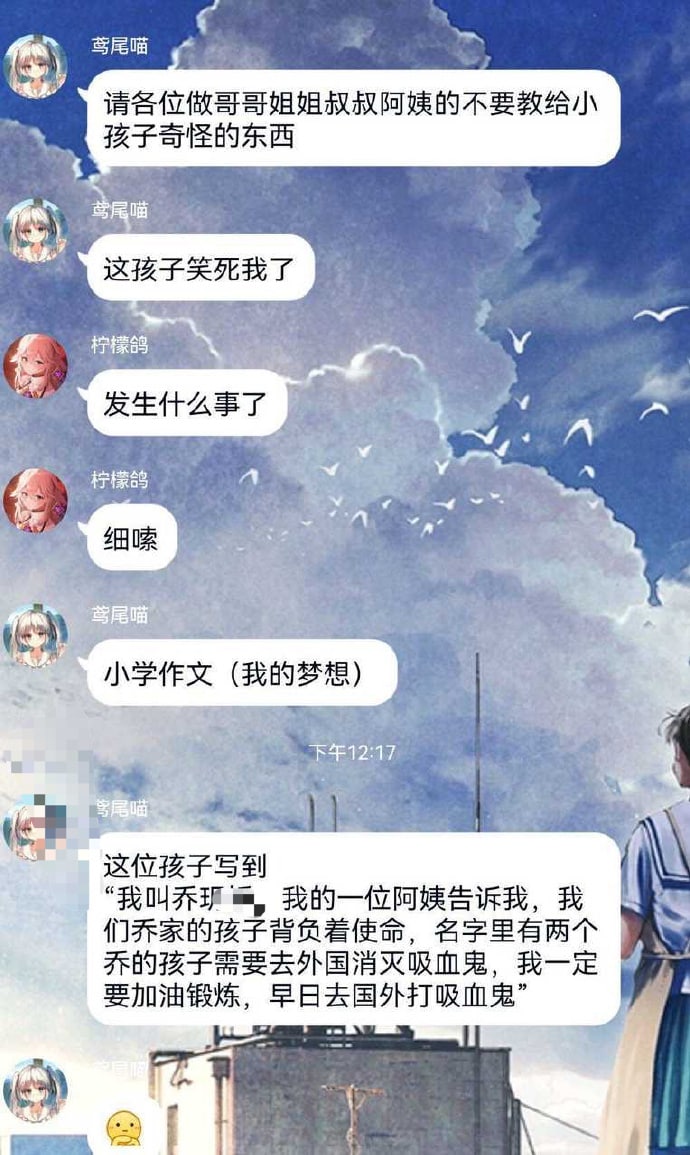 鸢尾喵
请各位做哥哥姐姐叔叔阿姨的不要教给小
孩子奇怪的东西
鸢尾喵
这孩子笑死我了
柠檬鸽
发生什么事了
柠檬鸽
细嗦
鸢尾喵
小学作文（我的梦想）
下午12:17
鸢尾喵
这位孩子写到
“我叫乔 ，我的一位阿姨告诉我，我
们乔家的孩子背负着使命，名字里有两个
乔的孩子需要去外国消灭吸血鬼，我一定
要加油锻炼，早日去国外打吸血鬼”
鸢尾喵